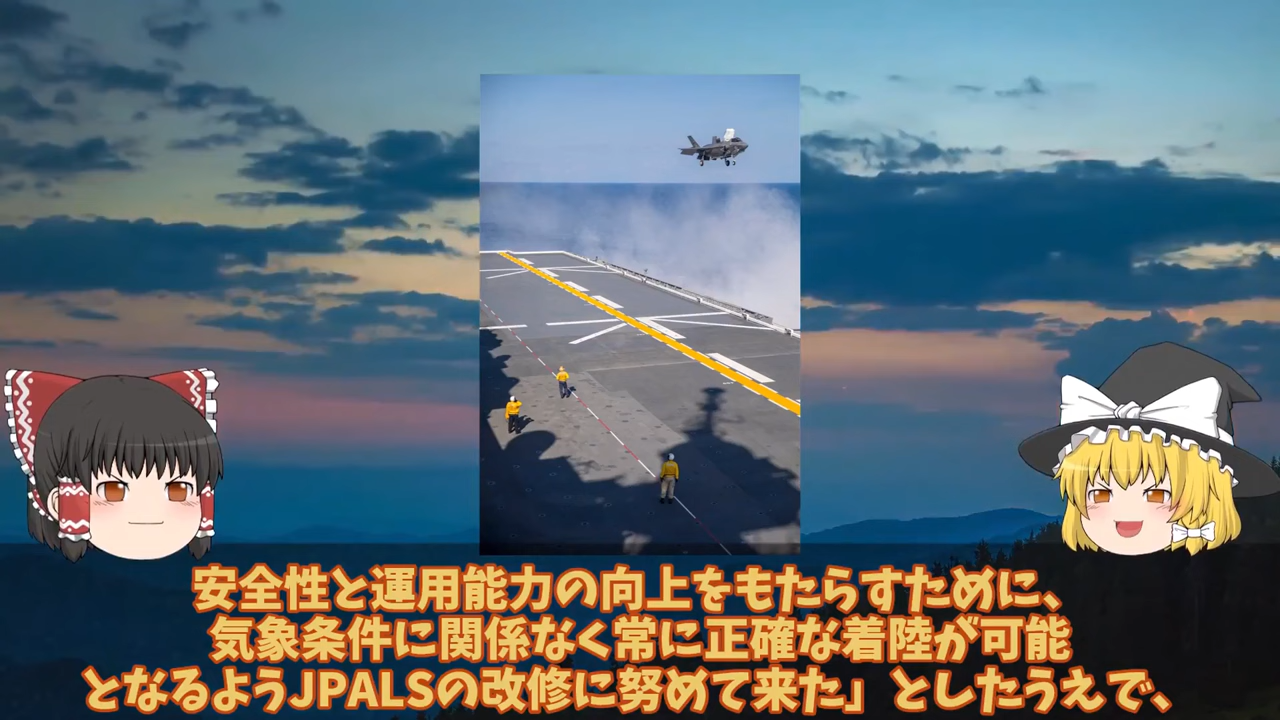 安全性と運用能力の向上をもたらすために、
気象条件に関係なく常に正確な着陸が可能
となるようJPALSの改修に努めて来た」としたうえで、